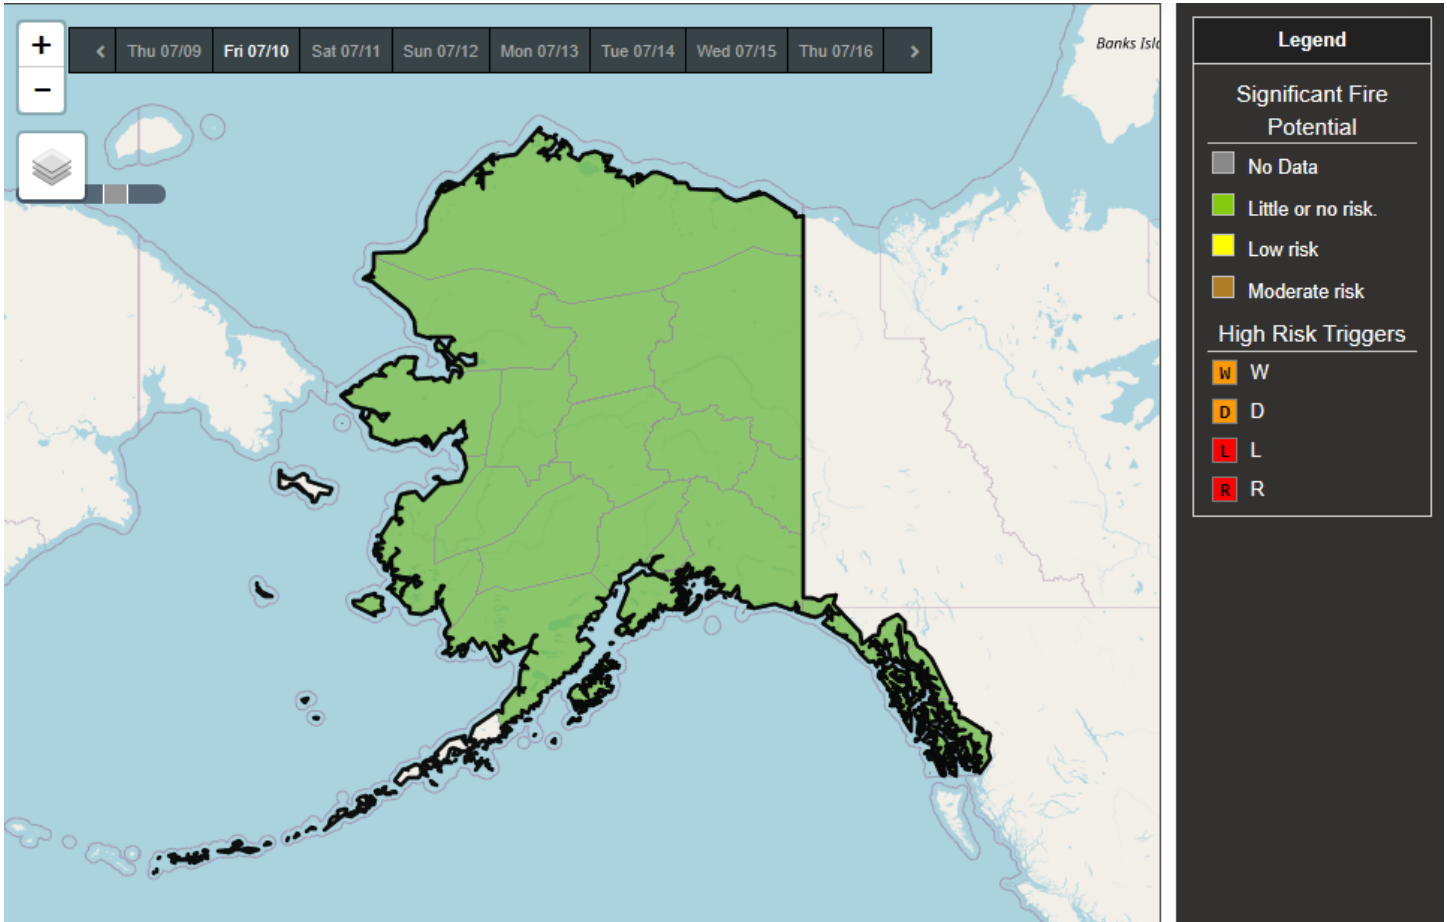 +
−
Thu 07/09 Fri 07/10 Sat 07/11 Sun 07/12 Mon 07/13 Tue 07/14 Wed 07/15 Thu 07/16
Banks
Legend
Significant Fire
Potential
No Data
Little or no risk.
Low risk
Moderate risk
High Risk Triggers
W W
D D
L L
R R